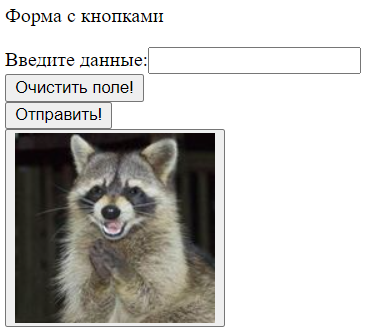 Форма с кнопками
Введите данные:
Очистить поле!
Отправить!